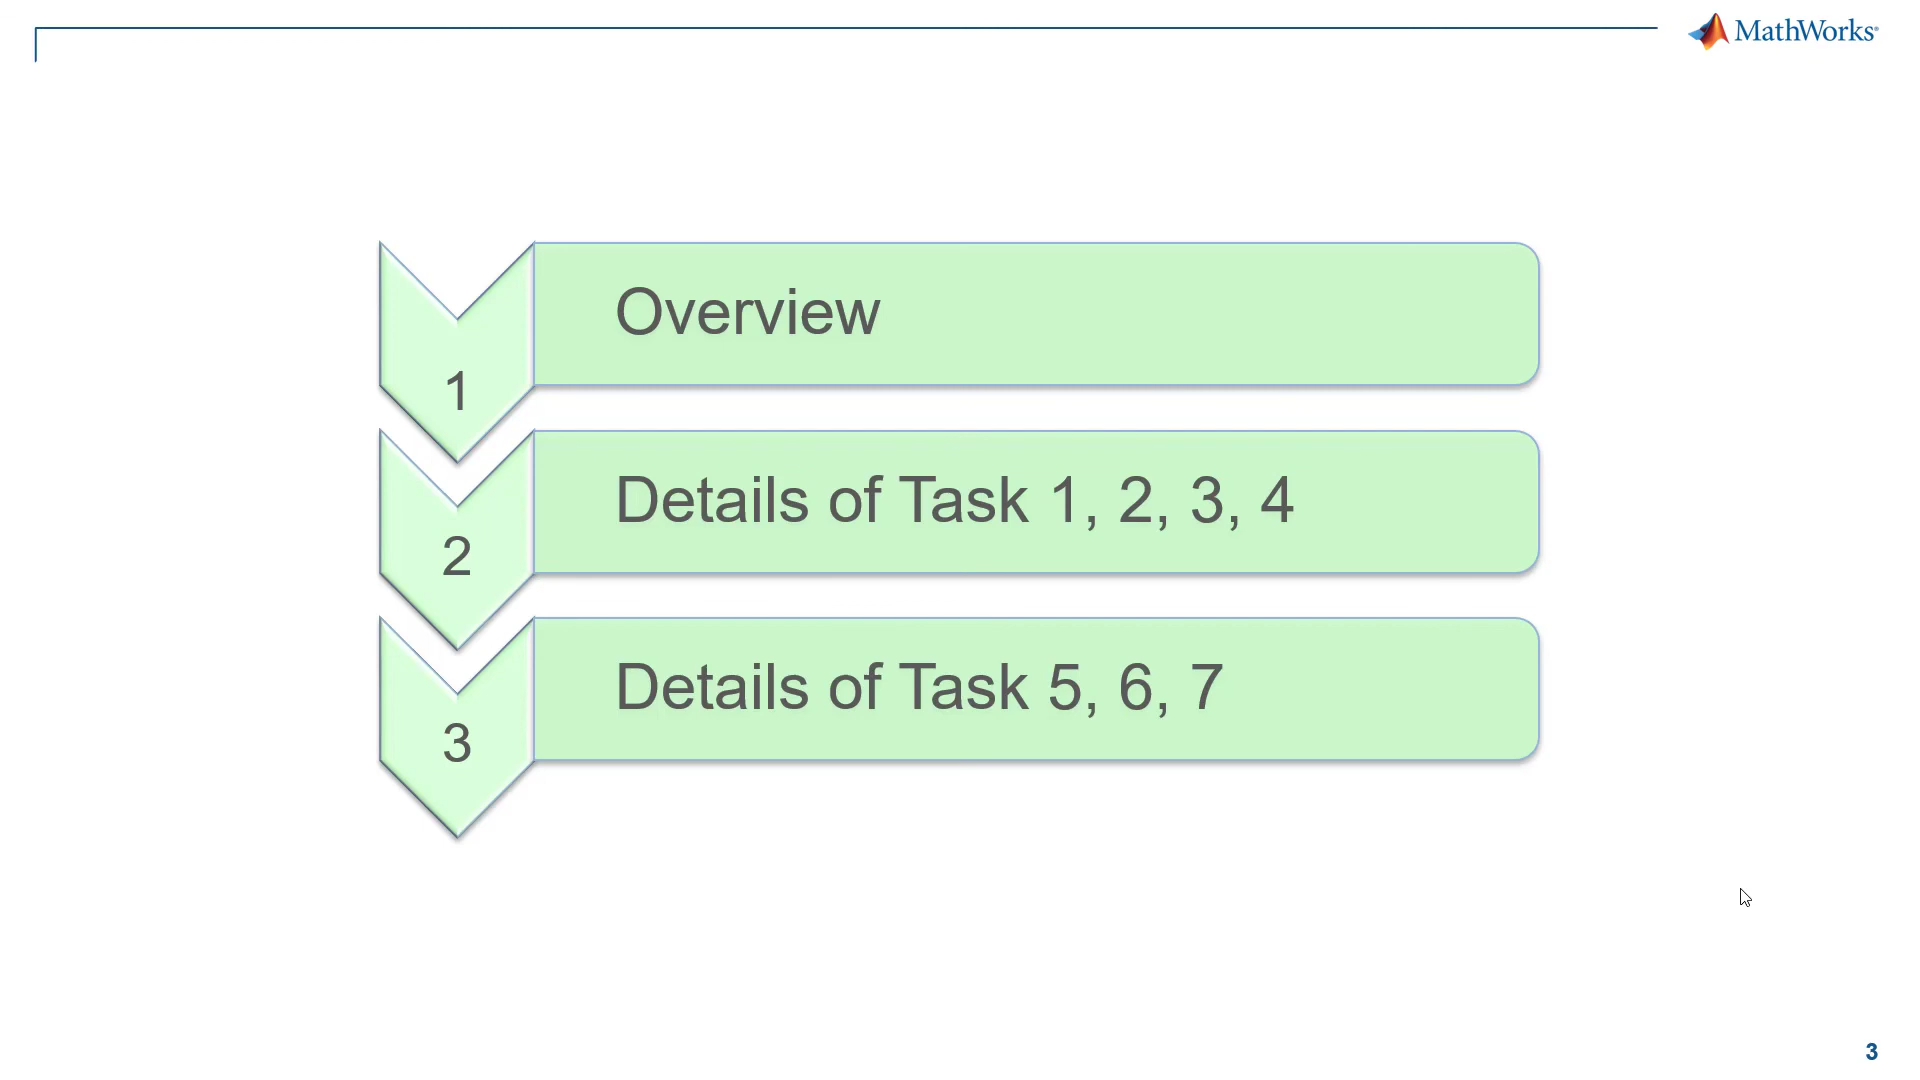 MathWorks®
Overview
1
Details of Task 1, 2, 3, 4
2
Details of Task 5, 6, 7
3
3